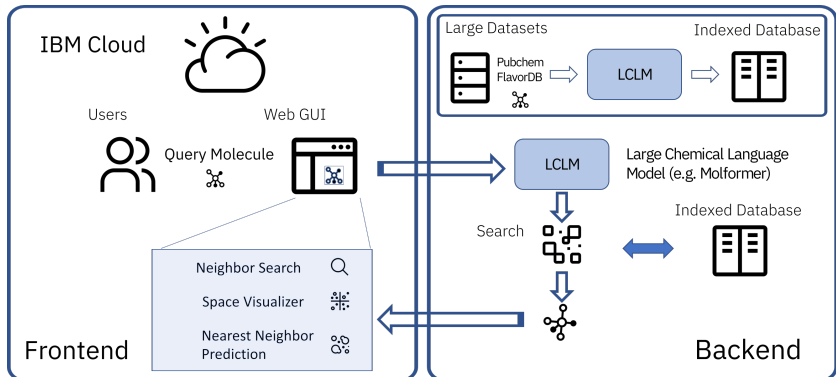 IBM Cloud
Users
Web GUI
Query Molecule
Neighbor Search
Space Visualizer
Nearest Neighbor
Prediction
Frontend
Large Datasets
Indexed Database
Pubchem
FlavorDB
LCLM
LCLM
Large Chemical Language
Model (e.g. Molformer)
Search
Indexed Database
Backend